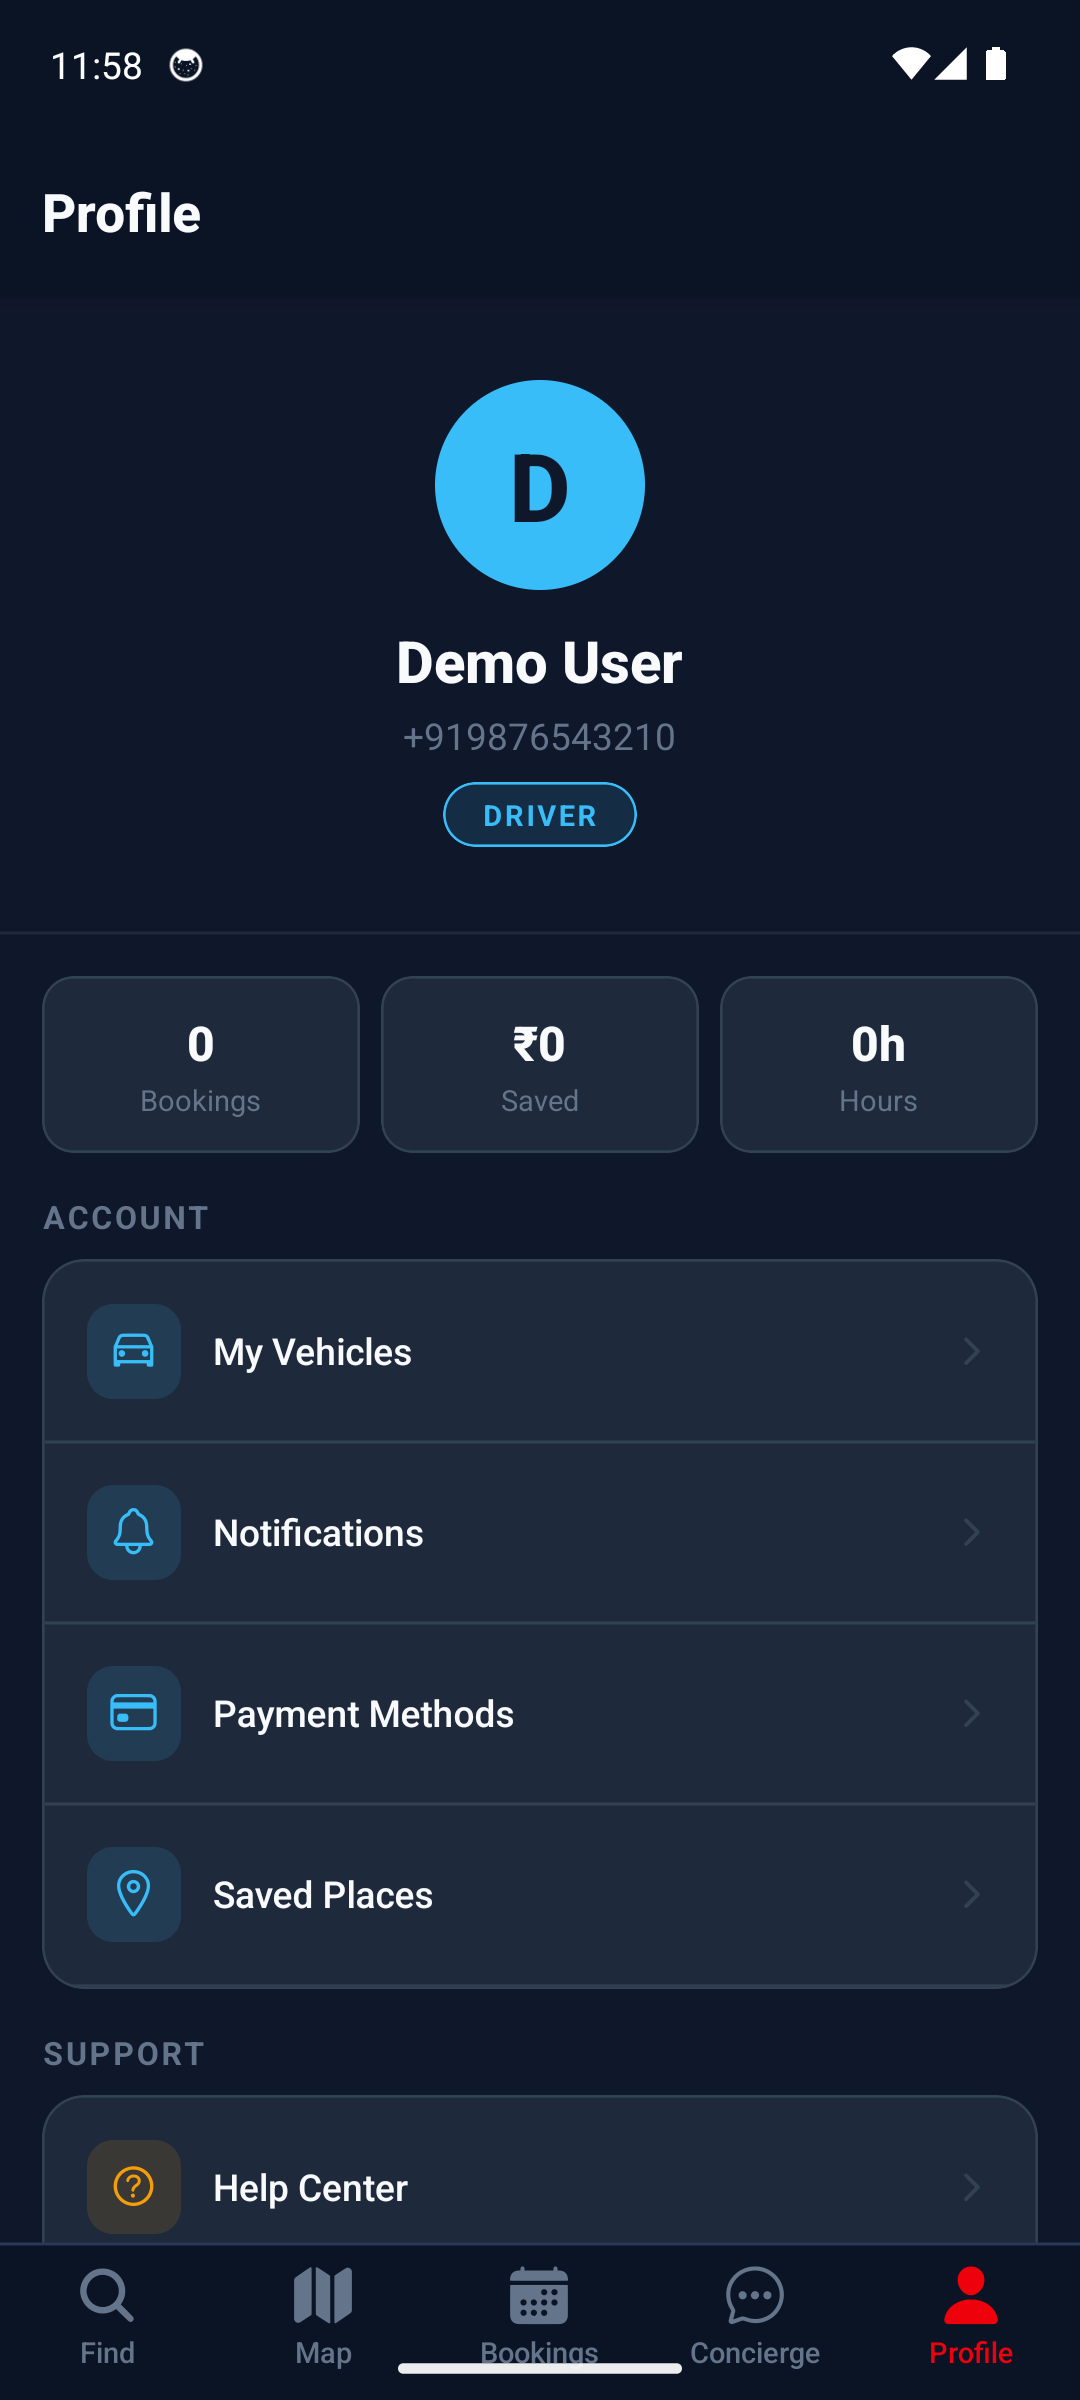 11:58
Profile
D
Demo User
+919876543210
DRIVER
0
Bookings
₹0
Saved
0h
Hours
ACCOUNT
My Vehicles
Notifications
Payment Methods
Saved Places
SUPPORT
Help Center
Find
Map
Bookings
Concierge
Profile